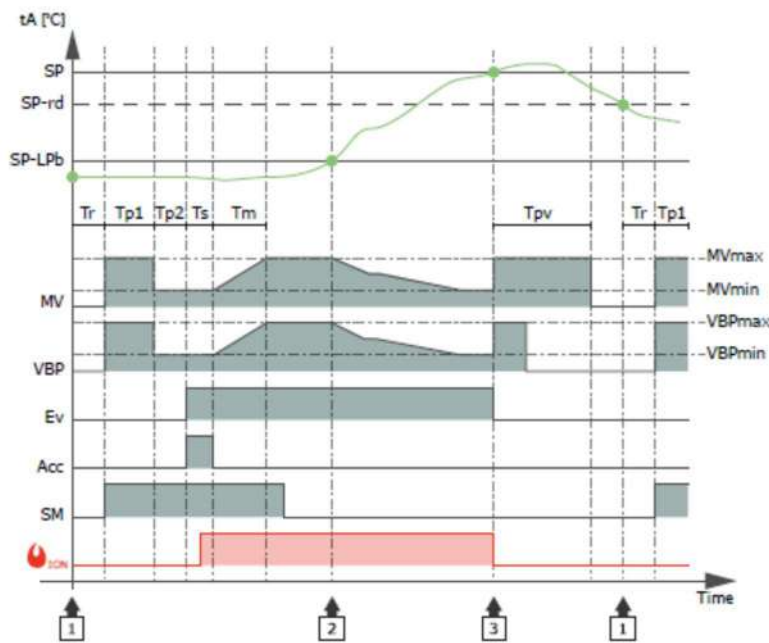 tA [°C]
SP
SP-rd
SP-LPb
Tr Tp1 Tp2 Ts Tm Tpv Tr Tp1
MVmax
MVmin
MV
VBPmax
VBPmin
VBP
Ev
Acc
SM
ION
Time
1 2 3 1